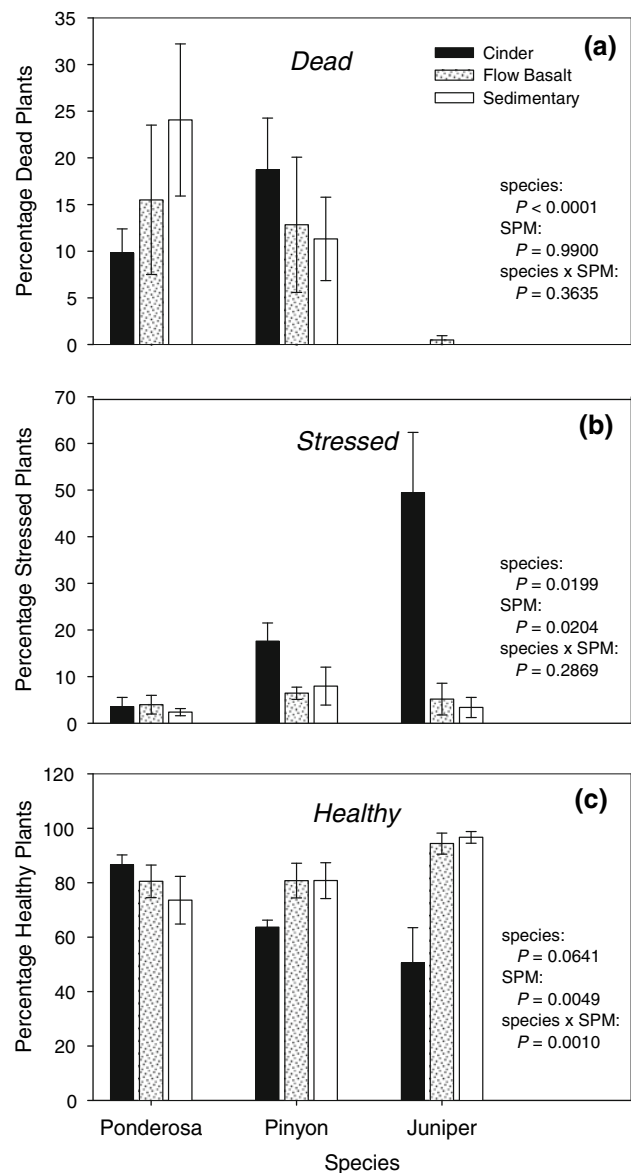 (a)
Dead
Cinder
Flow Basalt
Sedimentary
Percentage Dead Plants
35
30
25
20
15
10
5
0
species:
P < 0.0001
SPM:
P = 0.9900
species x SPM:
P = 0.3635
(b)
Stressed
Percentage Stressed Plants
70
60
50
40
30
20
10
0
species:
P = 0.0199
SPM:
P = 0.0204
species x SPM:
P = 0.2869
(c)
Healthy
Percentage Healthy Plants
120
100
80
60
40
20
0
species:
P = 0.0641
SPM:
P = 0.0049
species x SPM:
P = 0.0010
Ponderosa Pinyon Juniper
Species